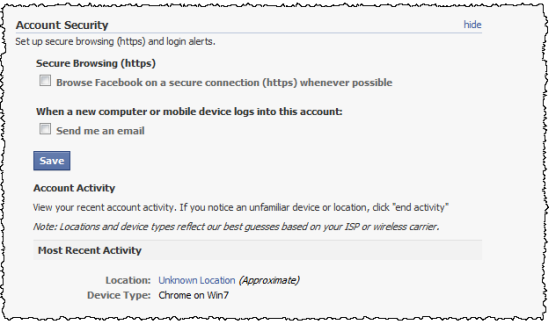 Account Security hide
Set up secure browsing (https) and login alerts.
Secure Browsing (https)
Browse Facebook on a secure connection (https) whenever possible
When a new computer or mobile device logs into this account:
Send me an email
Save
Account Activity
View your recent account activity. If you notice an unfamiliar device or location, click "end activity"
Note: Locations and device types reflect our best guesses based on your ISP or wireless carrier.
Most Recent Activity
Location: Unknown Location (Approximate)
Device Type: Chrome on Win7